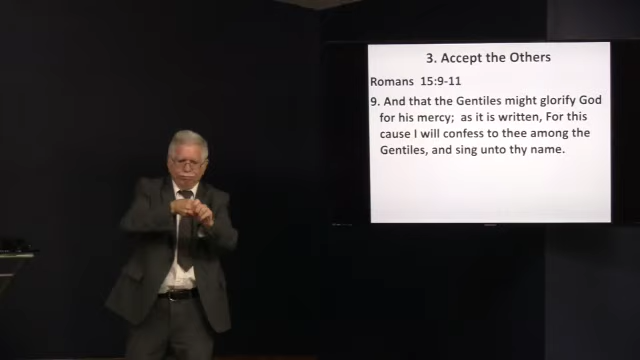 3. Accept the Others
Romans 15:9-11
9. And that the Gentiles might glorify God
for his mercy; as it is written, For this
cause I will confess to thee among the
Gentiles, and sing unto thy name.